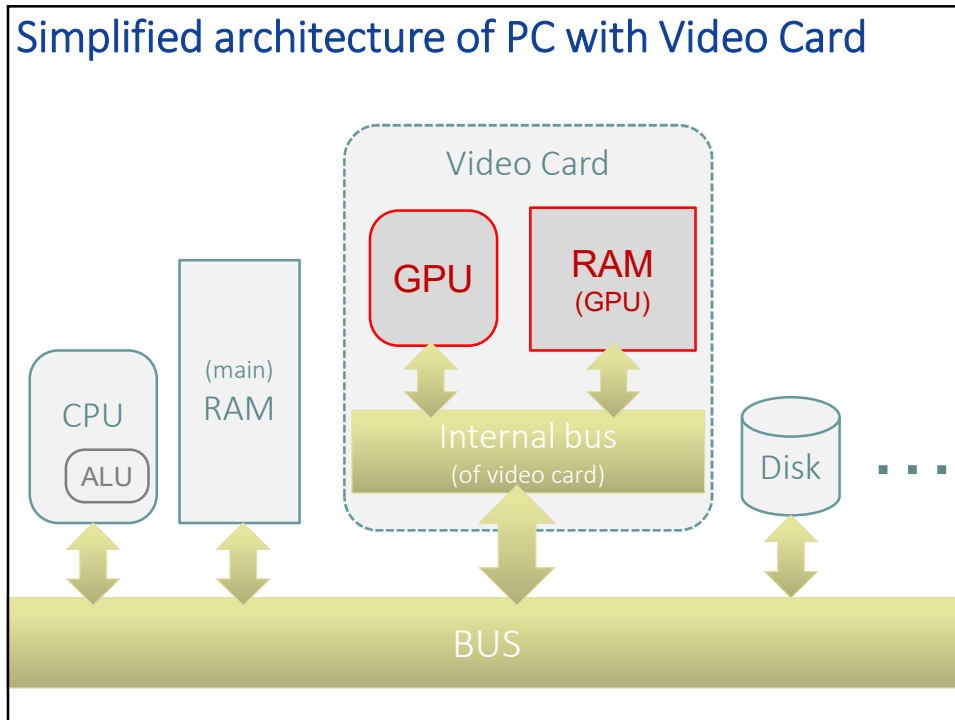 Simplified architecture of PC with Video Card
Video Card
GPU
RAM
(GPU)
(main)
RAM
CPU
ALU
Internal bus
(of video card)
Disk
...
BUS